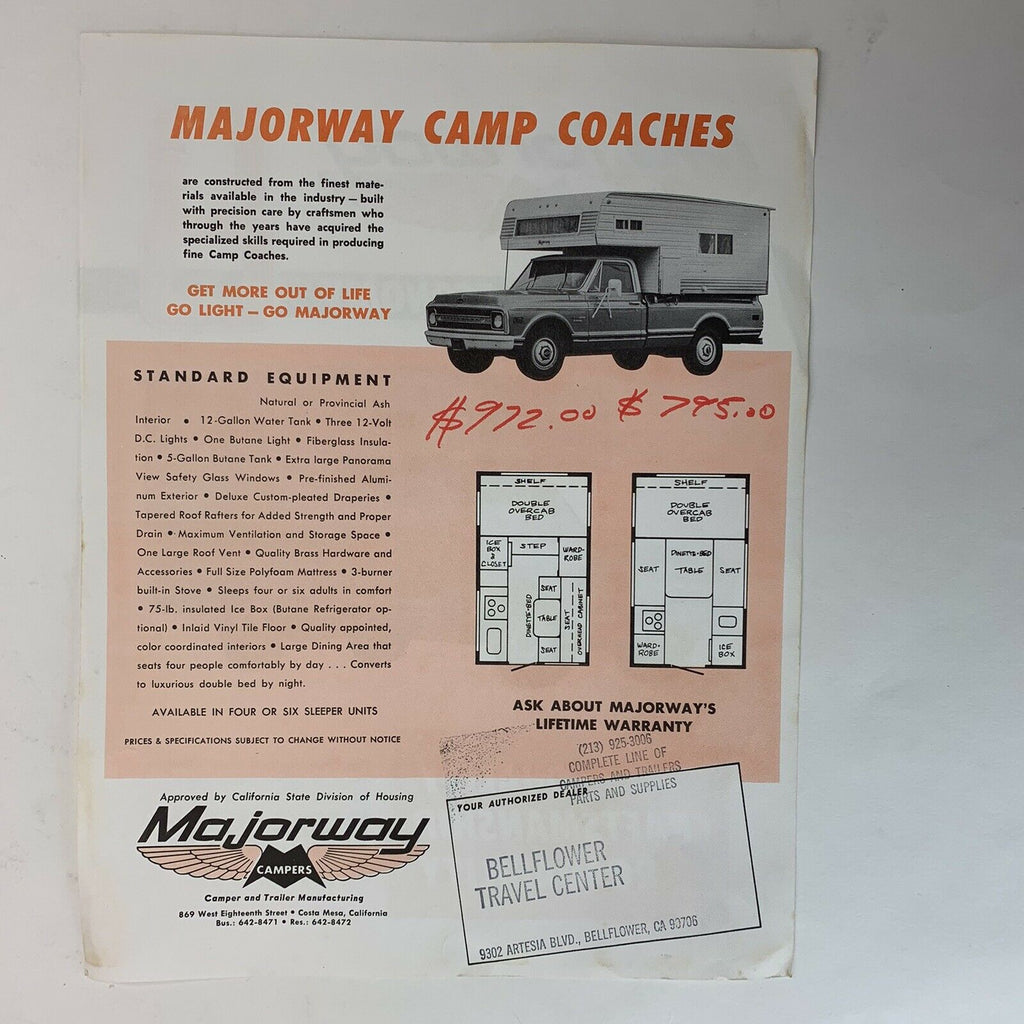 MAJORWAY CAMP COACHES
are constructed from the finest mate-
rials available in the industry — built
with precision care by craftsmen who
through the years have acquired the
specialized skills required in producing
fine Camp Coaches.
GET MORE OUT OF LIFE
GO LIGHT — GO MAJORWAY
STANDARD EQUIPMENT
Natural or Provincial Ash
Interior • 12-Gallon Water Tank • Three 12-Volt
D.C. Lights • One Butane Light • Fiberglass Insula-
tion • 5-Gallon Butane Tank • Extra large Panorama
View Safety Glass Windows • Pre-finished Alumi-
num Exterior • Deluxe Custom-pleated Draperies •
Tapered Roof Rafters for Added Strength and Proper
Drain • Maximum Ventilation and Storage Space •
One Large Roof Vent • Quality Brass Hardware and
Accessories • Full Size Polyfoam Mattress • 3-burner
built-in Stove • Sleeps four or six adults in comfort
• 75-lb. insulated Ice Box (Butane Refrigerator op-
tional) • Inlaid Vinyl Tile Floor • Quality appointed,
color coordinated interiors • Large Dining Area that
seats four people comfortably by day . . . Converts
to luxurious double bed by night.
AVAILABLE IN FOUR OR SIX SLEEPER UNITS
PRICES & SPECIFICATIONS SUBJECT TO CHANGE WITHOUT NOTICE
$972.00 $795.00
SHELF
DOUBLE
OVERCAB
BED
ICE
BOX
&
CLOSET
STEP
WARD-
ROBE
DINETTE-BED
SEAT
TABLE
SEAT
SEAT
OVERHEAD CABINET
SHELF
DOUBLE
OVERCAB
BED
SEAT
DINETTE-BED
TABLE
SEAT
WARD-
ROBE
ICE
BOX
ASK ABOUT MAJORWAY'S
LIFETIME WARRANTY
(213) 925-3006
COMPLETE LINE OF
CAMPERS AND TRAILERS
PARTS AND SUPPLIES
YOUR AUTHORIZED DEALER
BELLFLOWER
TRAVEL CENTER
9302 ARTESIA BLVD., BELLFLOWER, CA 90706
Approved by California State Division of Housing
Majorway
CAMPERS
Camper and Trailer Manufacturing
869 West Eighteenth Street • Costa Mesa, California
Bus.: 642-8471 • Res.: 642-8472